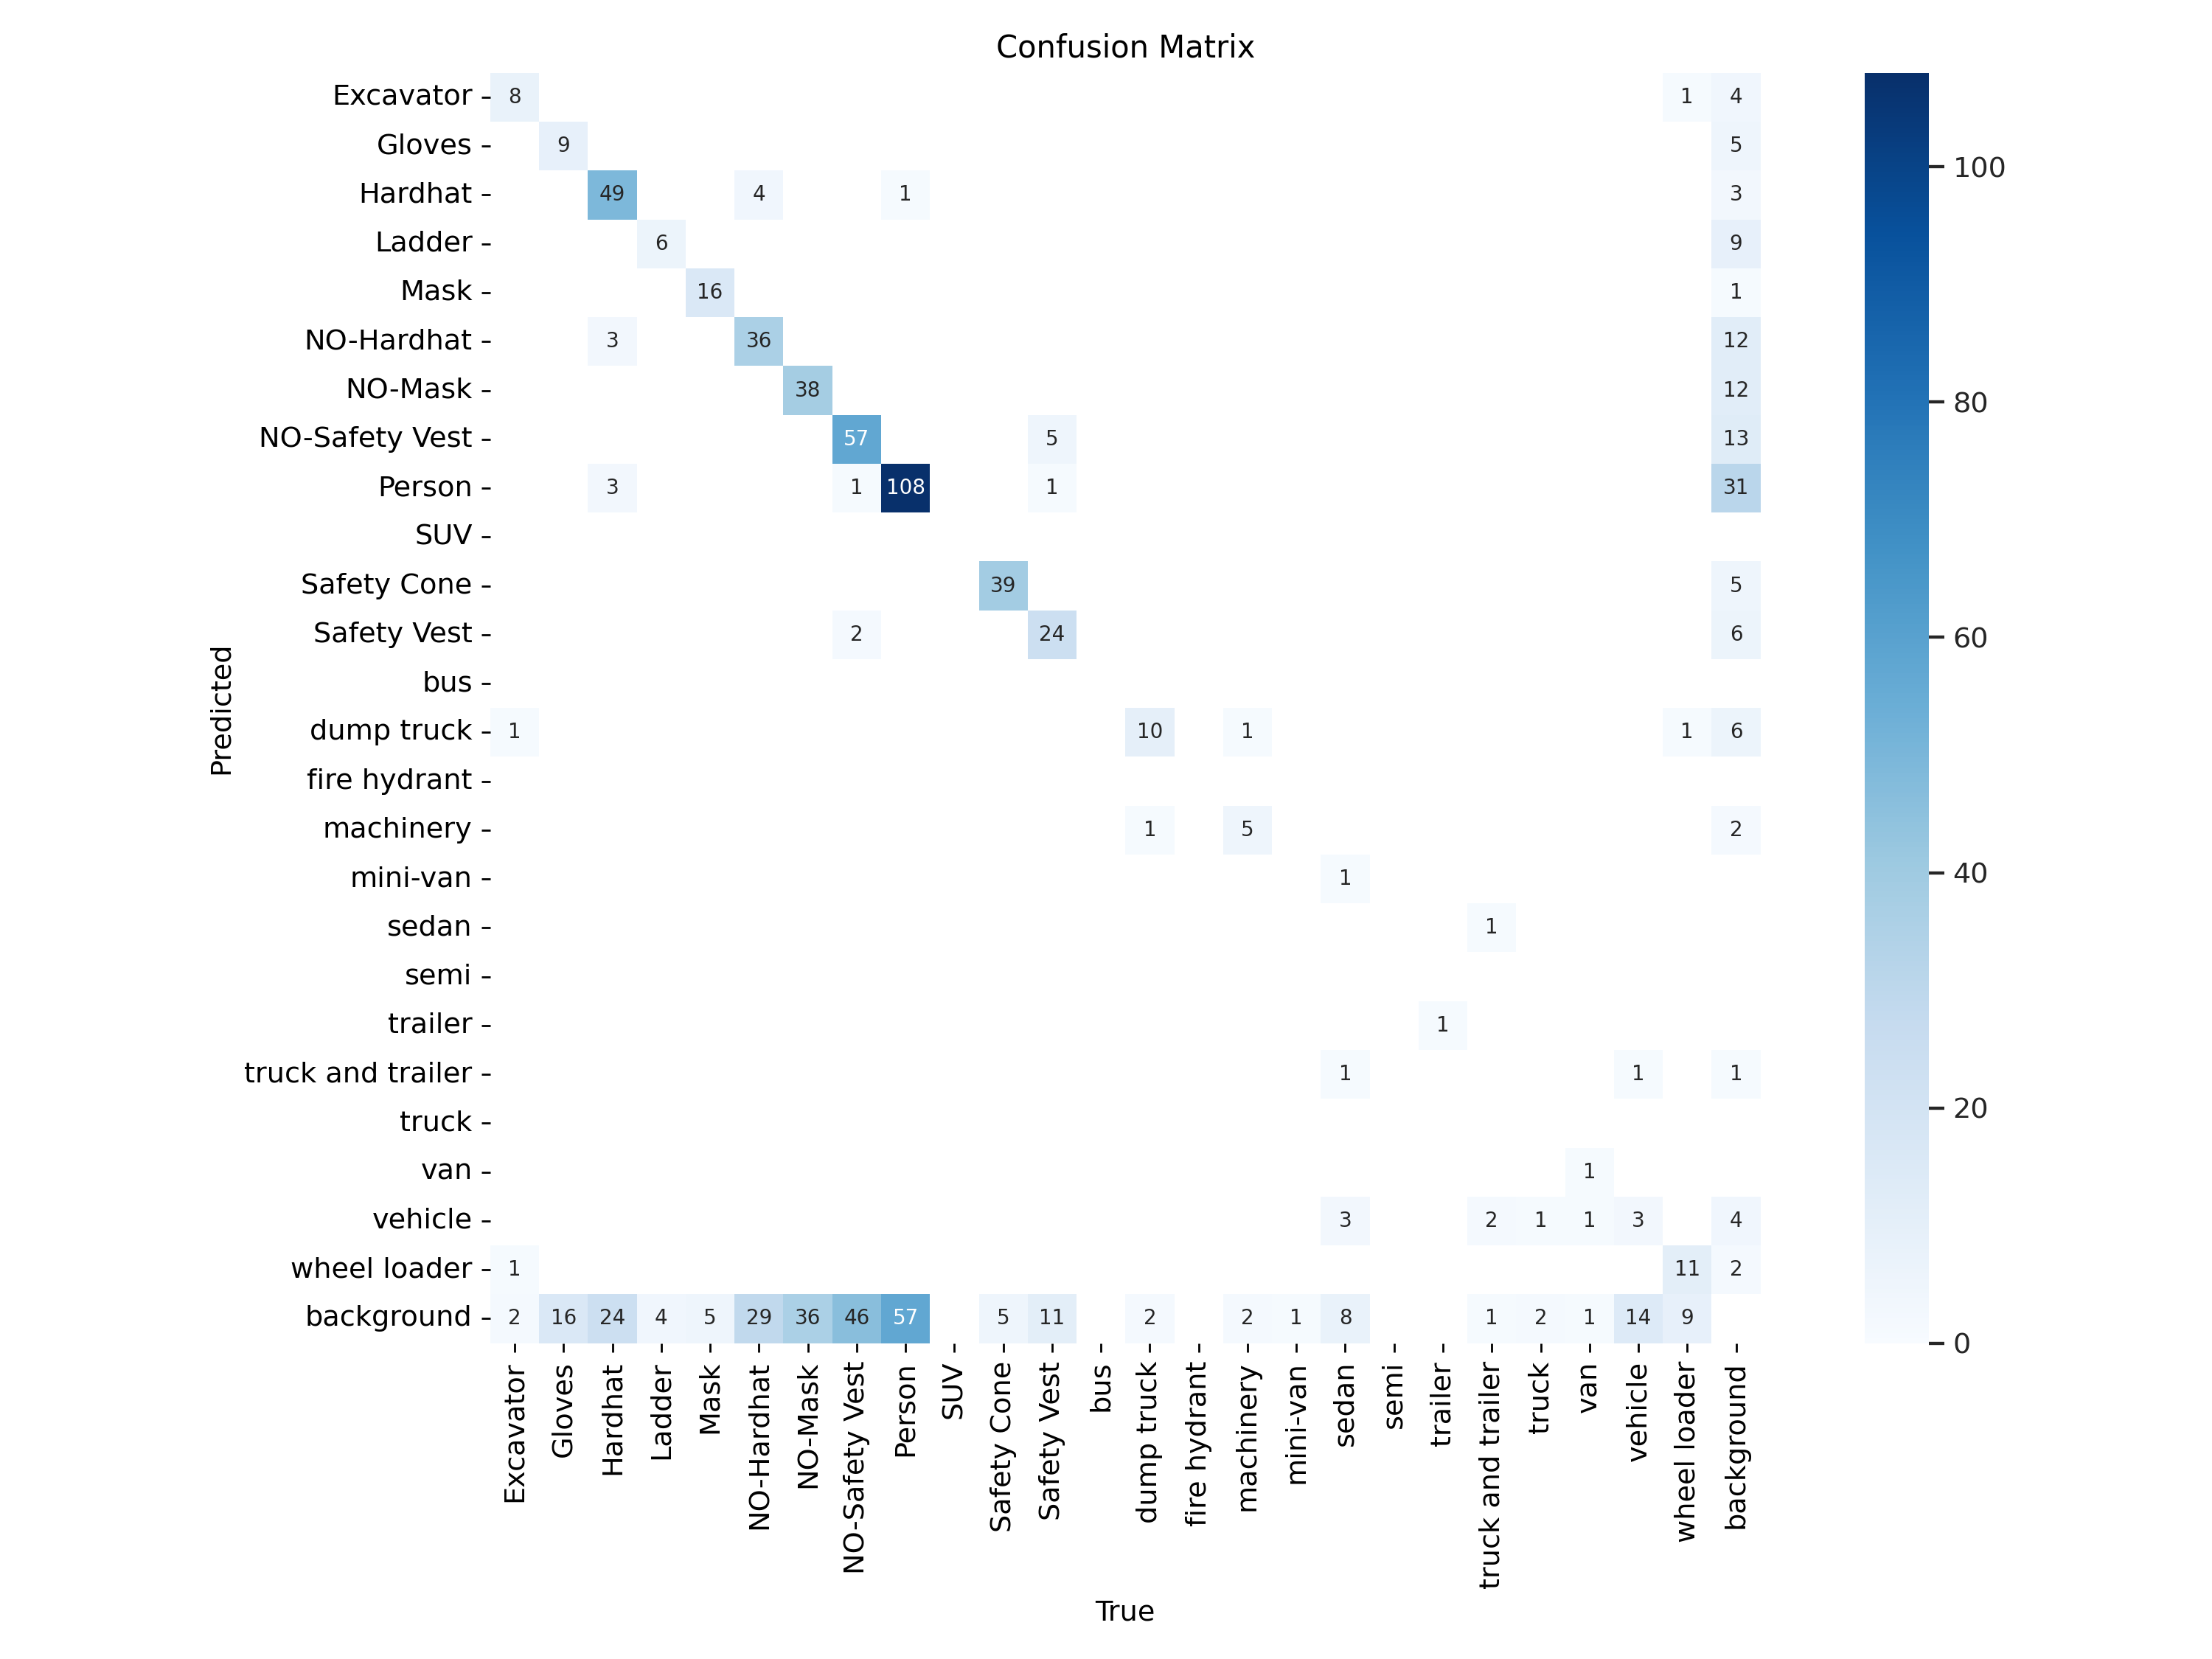 Confusion Matrix
Excavator 8 1 4
Gloves 9 5
Hardhat 49 4 1 3
Ladder 6 9
Mask 16 1
NO-Hardhat 3 36 12
NO-Mask 38 12
NO-Safety Vest 57 5 13
Person 3 1 108 1 31
SUV
Safety Cone 39 5
Safety Vest 2 24 6
bus
dump truck 1 10 1 1 6
fire hydrant
machinery 1 5 2
mini-van 1
sedan 1
semi
trailer 1
truck and trailer 1 1 1
truck
van 1
vehicle 3 2 1 1 3 4
wheel loader 1 11 2
background 2 16 24 4 5 29 36 46 57 5 11 2 2 1 8 1 2 1 14 9
Predicted
Excavator
Gloves
Hardhat
Ladder
Mask
NO-Hardhat
NO-Mask
NO-Safety Vest
Person
SUV
Safety Cone
Safety Vest
bus
dump truck
fire hydrant
machinery
mini-van
sedan
semi
trailer
truck and trailer
truck
van
vehicle
wheel loader
background
True
100
80
60
40
20
0